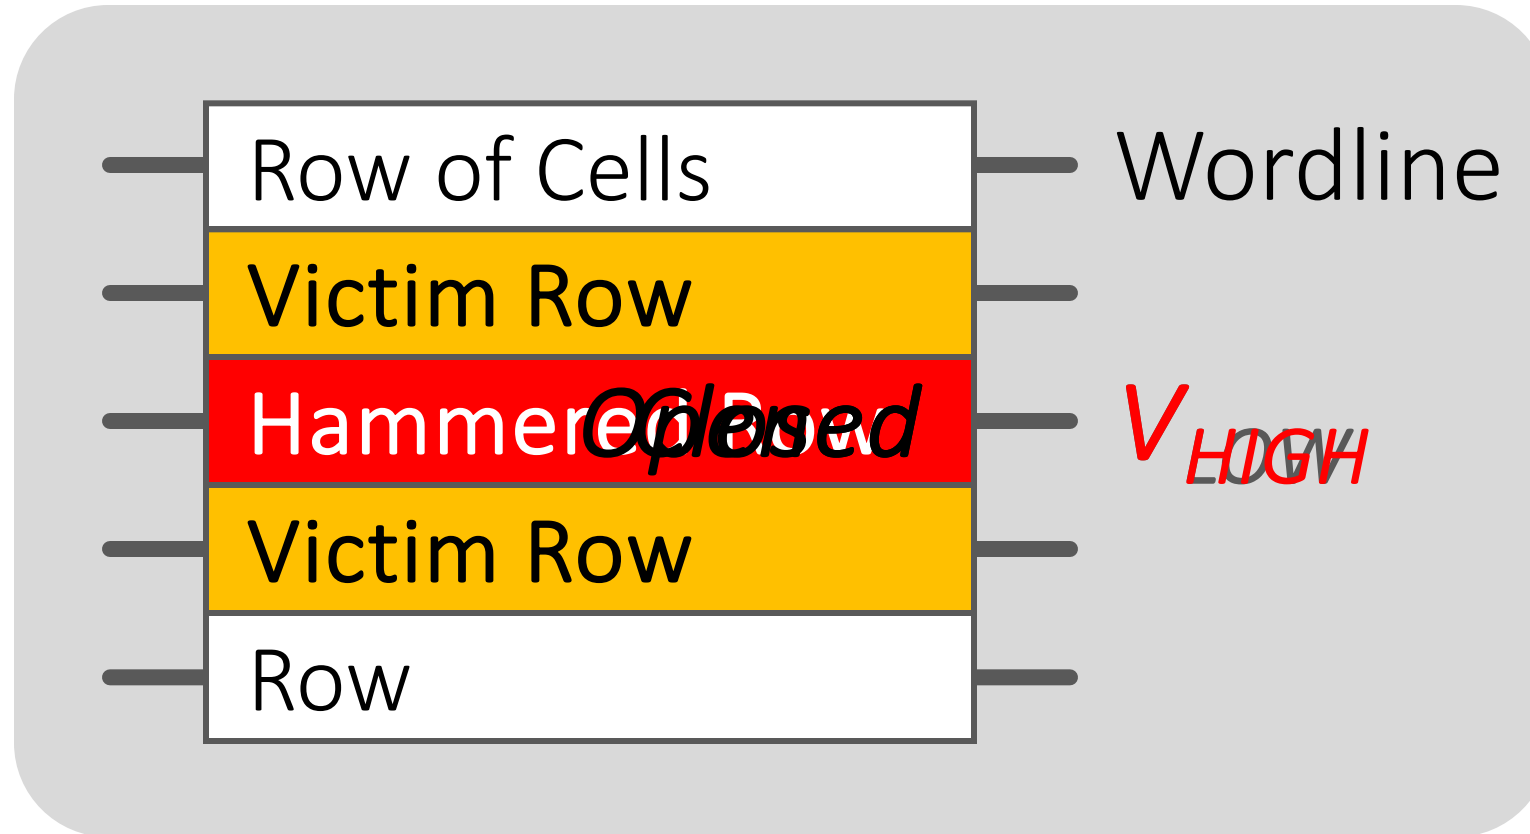 Row of Cells Wordline
Victim Row
Hammered Row Opened Closed V HIGH LOW
Victim Row
Row